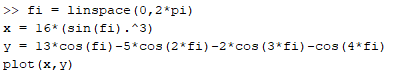 >> fi = linspace(0,2*pi)
x = 16*(sin(fi).^3)
y = 13*cos(fi)-5*cos(2*fi)-2*cos(3*fi)-cos(4*fi)
plot(x,y)